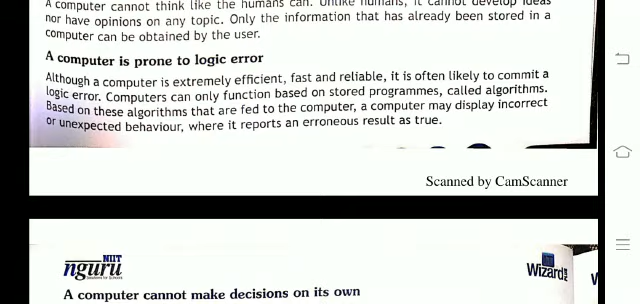 A computer cannot think like the humans can. Unlike humans, it cannot develop ideas
nor have opinions on any topic. Only the information that has already been stored in a
computer can be obtained by the user.
A computer is prone to logic error
Although a computer is extremely efficient, fast and reliable, it is often likely to commit a
logic error. Computers can only function based on stored programmes, called algorithms.
Based on these algorithms that are fed to the computer, a computer may display incorrect
or unexpected behaviour, where it reports an erroneous result as true.
Scanned by CamScanner
NIIT
nguru
Wizard
A computer cannot make decisions on its own